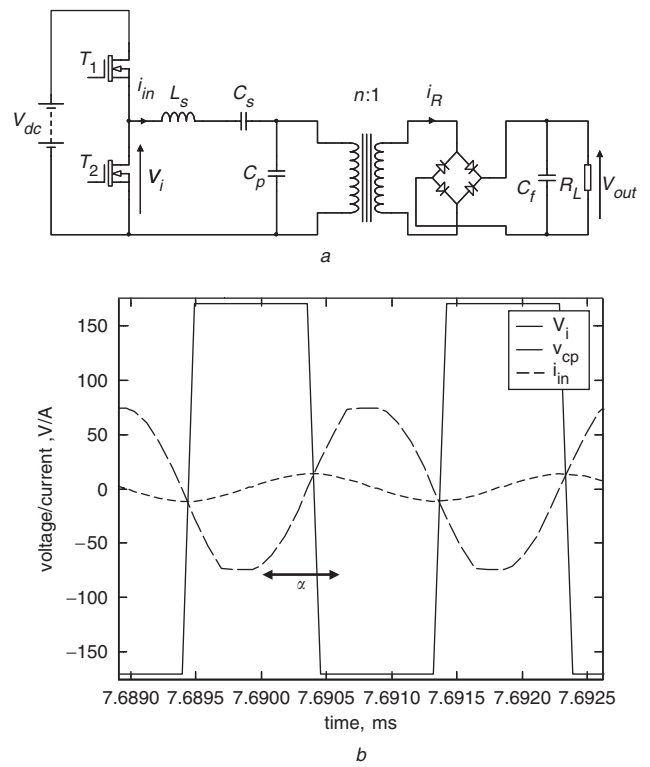 T1
iin
Ls
Cs
n:1
iR
Vdc
T2
vi
Cp
Cf
RL
Vout
a
150
100
50
0
−50
−100
−150
voltage/current ,V/A
Vi
vcp
iin
α
7.6890 7.6895 7.6900 7.6905 7.6910 7.6915 7.6920 7.6925
time, ms
b